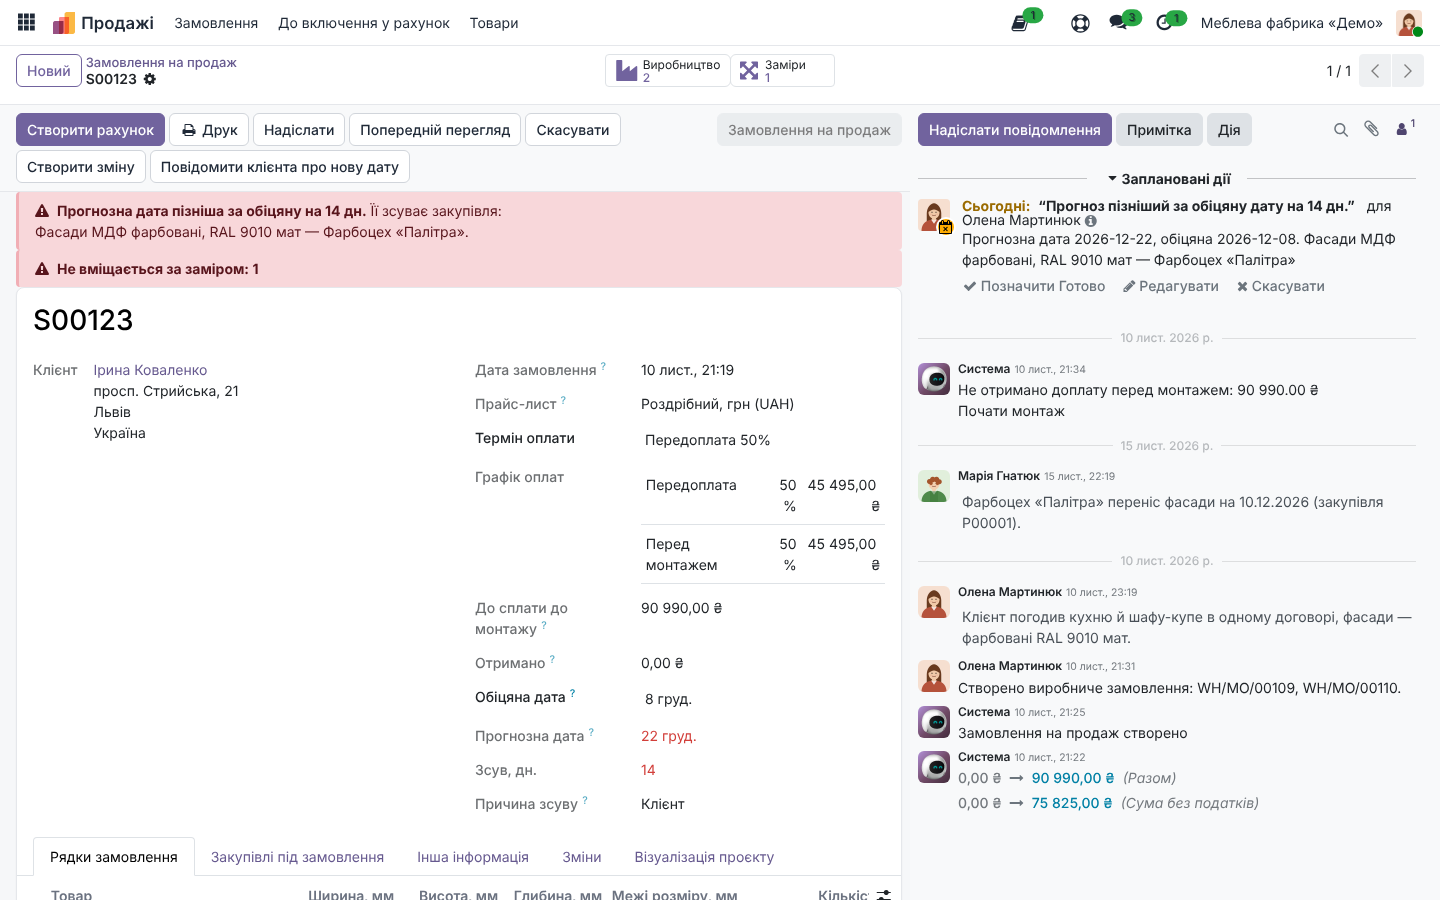 Продажі
Замовлення
До включення у рахунок
Товари
1
3
1
Меблева фабрика «Демо»
Новий
Замовлення на продаж
S00123
Виробництво
2
Заміри
1
1 / 1
Створити рахунок
Друк
Надіслати
Попередній перегляд
Скасувати
Замовлення на продаж
Створити зміну
Повідомити клієнта про нову дату
Прогнозна дата пізніша за обіцяну на 14 дн. Її зсуває закупівля:
Фасади МДФ фарбовані, RAL 9010 мат — Фарбоцех «Палітра».
Не вміщається за заміром: 1
S00123
Клієнт
Ірина Коваленко
просп. Стрийська, 21
Львів
Україна
Дата замовлення ?
10 лист., 21:19
Прайс-лист ?
Роздрібний, грн (UAH)
Термін оплати
Передоплата 50%
Графік оплат
Передоплата 50 45 495,00
% ₴
Перед 50 45 495,00
монтажем % ₴
До сплати до
монтажу ?
90 990,00 ₴
Отримано ?
0,00 ₴
Обіцяна дата ?
8 груд.
Прогнозна дата ?
22 груд.
Зсув, дн.
14
Причина зсуву ?
Клієнт
Рядки замовлення
Закупівлі під замовлення
Інша інформація
Зміни
Візуалізація проєкту
Товар
Ширина, мм
Висота, мм
Глибина, мм
Межі розміру, мм
Кількіс
Надіслати повідомлення
Примітка
Дія
1
Заплановані дії
Сьогодні: “Прогноз пізніший за обіцяну дату на 14 дн.” для
Олена Мартинюк
Прогнозна дата 2026-12-22, обіцяна 2026-12-08. Фасади МДФ
фарбовані, RAL 9010 мат — Фарбоцех «Палітра»
Позначити Готово
Редагувати
Скасувати
10 лист. 2026 р.
Система 10 лист., 21:34
Не отримано доплату перед монтажем: 90 990.00 ₴
Почати монтаж
15 лист. 2026 р.
Марія Гнатюк 15 лист., 22:19
Фарбоцех «Палітра» переніс фасади на 10.12.2026 (закупівля
P00001).
10 лист. 2026 р.
Олена Мартинюк 10 лист., 23:19
Клієнт погодив кухню й шафу-купе в одному договорі, фасади —
фарбовані RAL 9010 мат.
Олена Мартинюк 10 лист., 21:31
Створено виробниче замовлення: WH/MO/00109, WH/MO/00110.
Система 10 лист., 21:25
Замовлення на продаж створено
Система 10 лист., 21:22
0,00 ₴ → 90 990,00 ₴ (Разом)
0,00 ₴ → 75 825,00 ₴ (Сума без податків)